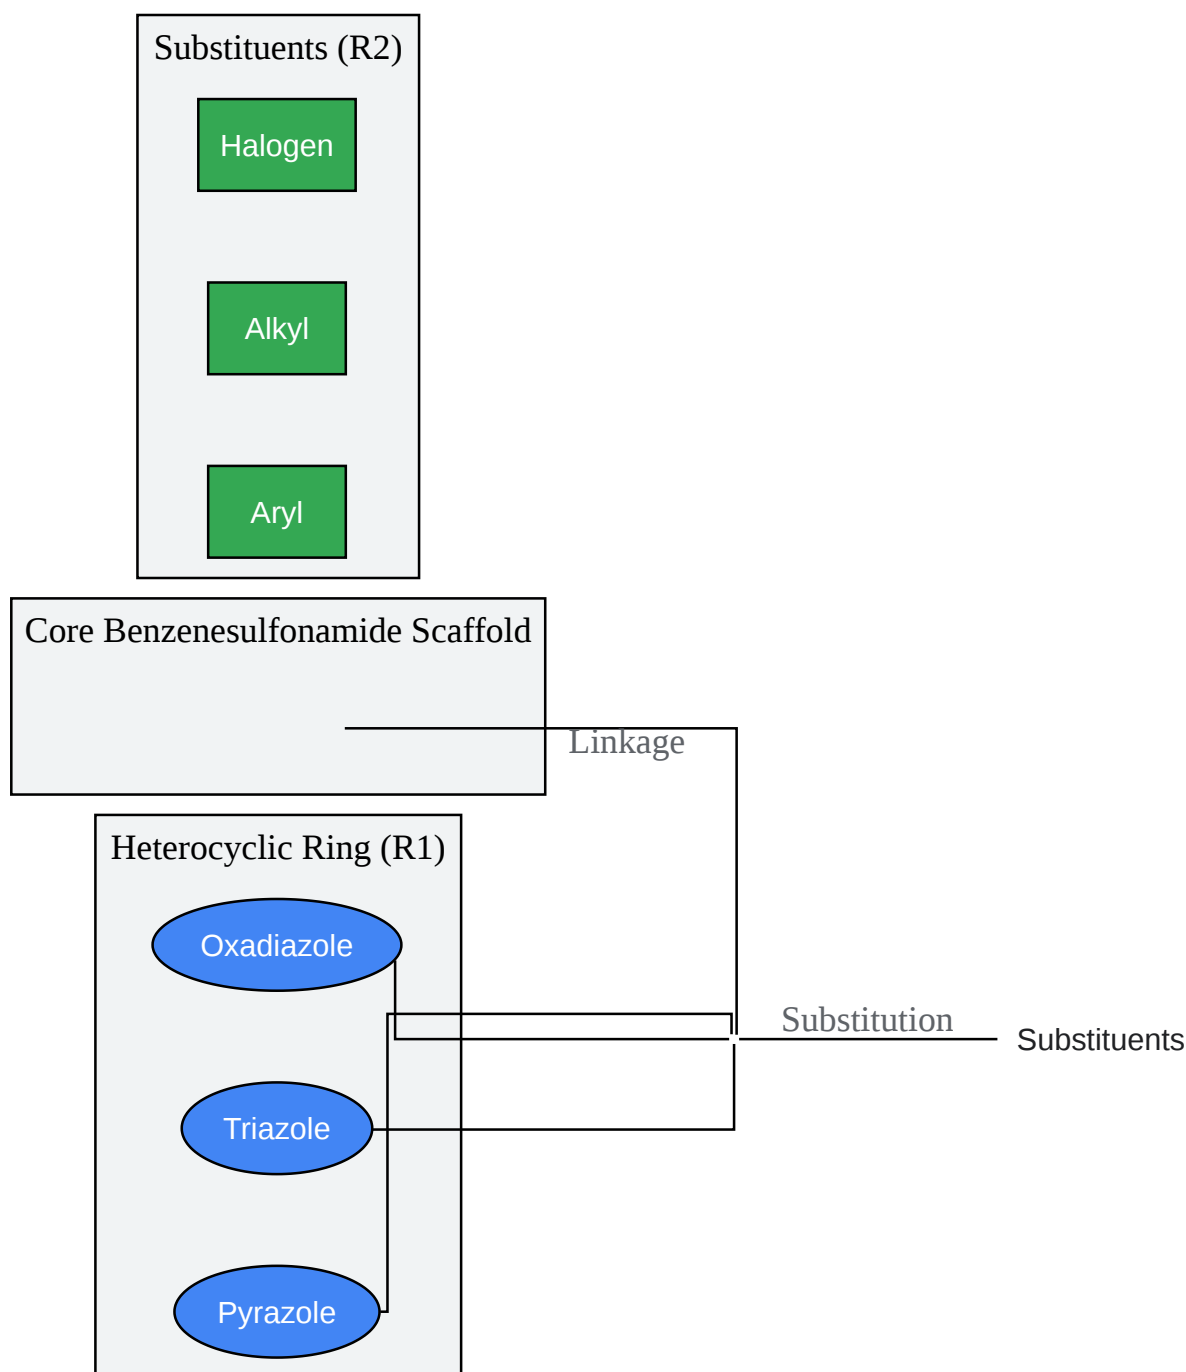 Substituents (R2)
Halogen
Alkyl
Aryl
Core Benzenesulfonamide Scaffold
Linkage
Heterocyclic Ring (R1)
Oxadiazole
Substitution
Substituents
Triazole
Pyrazole